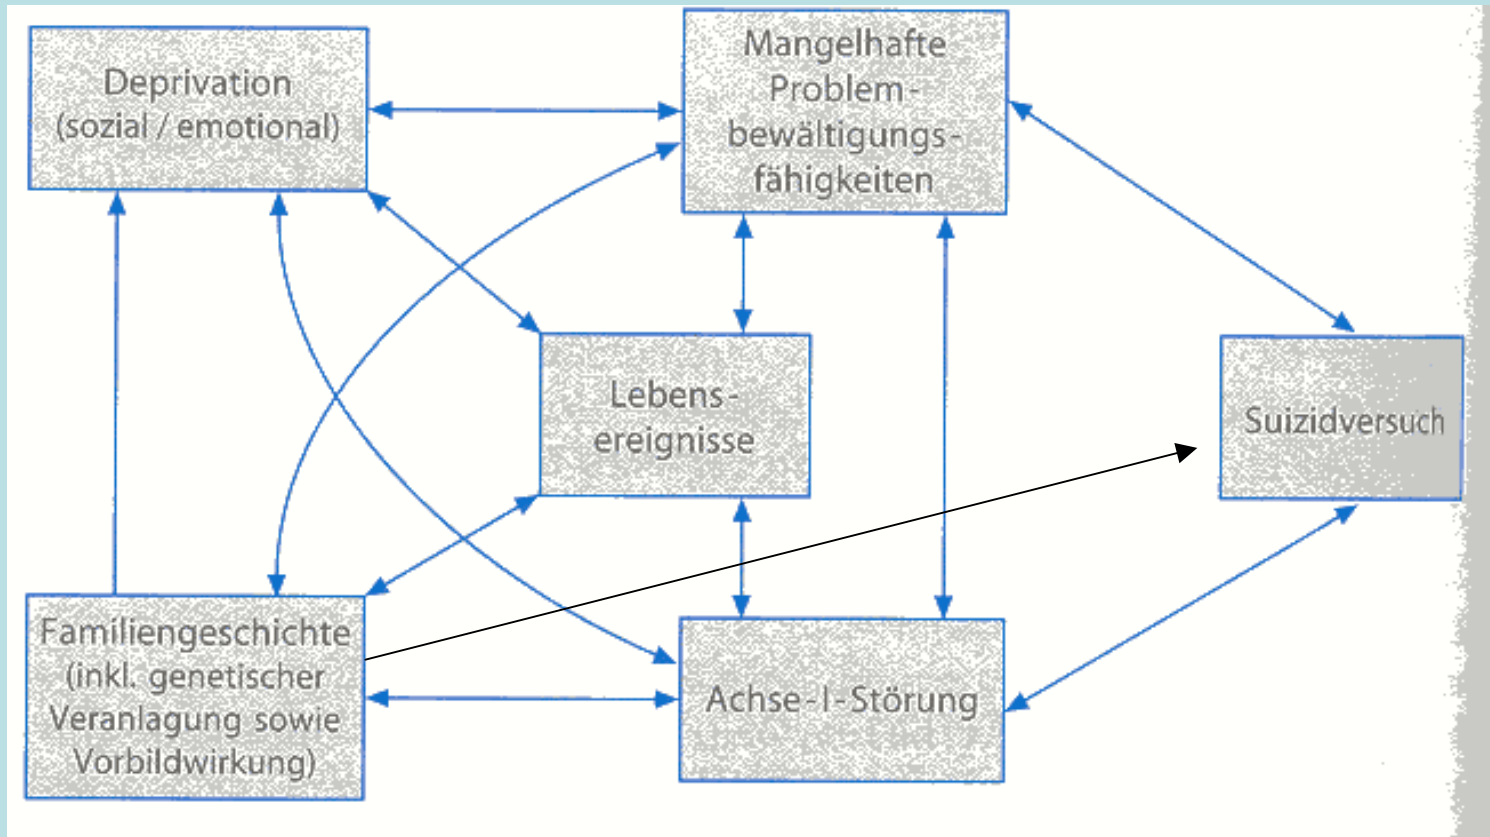 Deprivation
(sozial / emotional)
Mangelhafte
Problem-
bewältigungs-
fähigkeiten
Lebens-
ereignisse
Suizidversuch
Familiengeschichte
(inkl. genetischer
Veranlagung sowie
Vorbildwirkung)
Achse-I-Störung